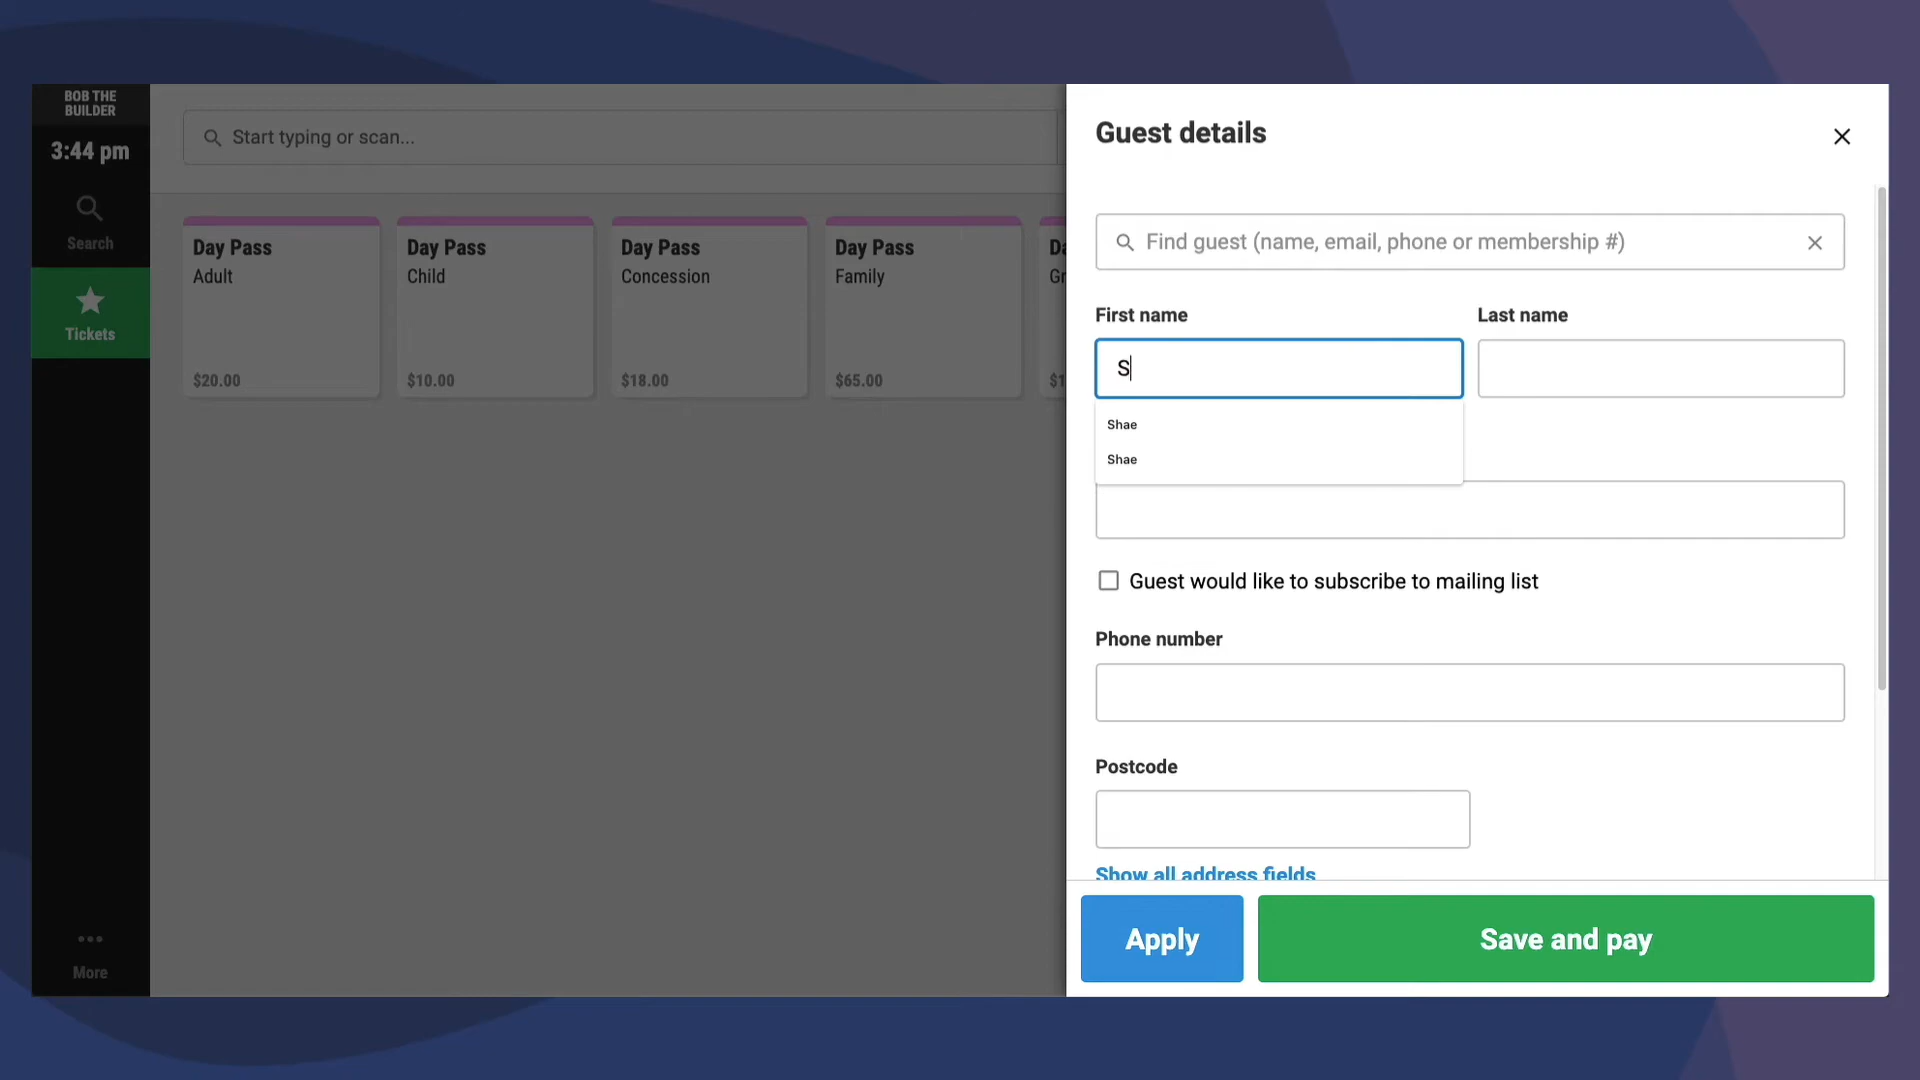 BOB THE
BUILDER
3:44 pm
Search
Tickets
More
Start typing or scan...
Day Pass
Adult
$20.00
Day Pass
Child
$10.00
Day Pass
Concession
$18.00
Day Pass
Family
$65.00
Guest details
Find guest (name, email, phone or membership #)
First name
Last name
S
Shae
Shae
Guest would like to subscribe to mailing list
Phone number
Postcode
Show all address fields
Apply
Save and pay